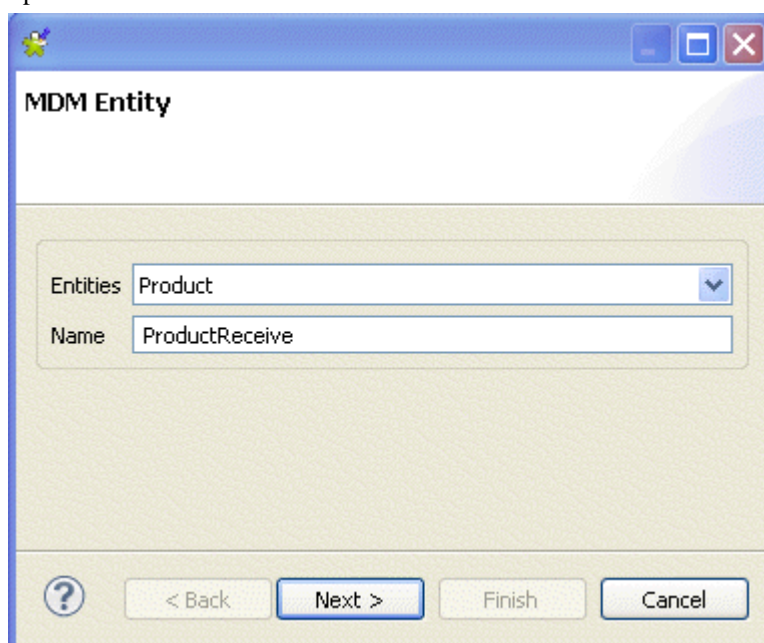 MDM Entity
Entities Product
Name ProductReceive
? < Back Next > Finish Cancel